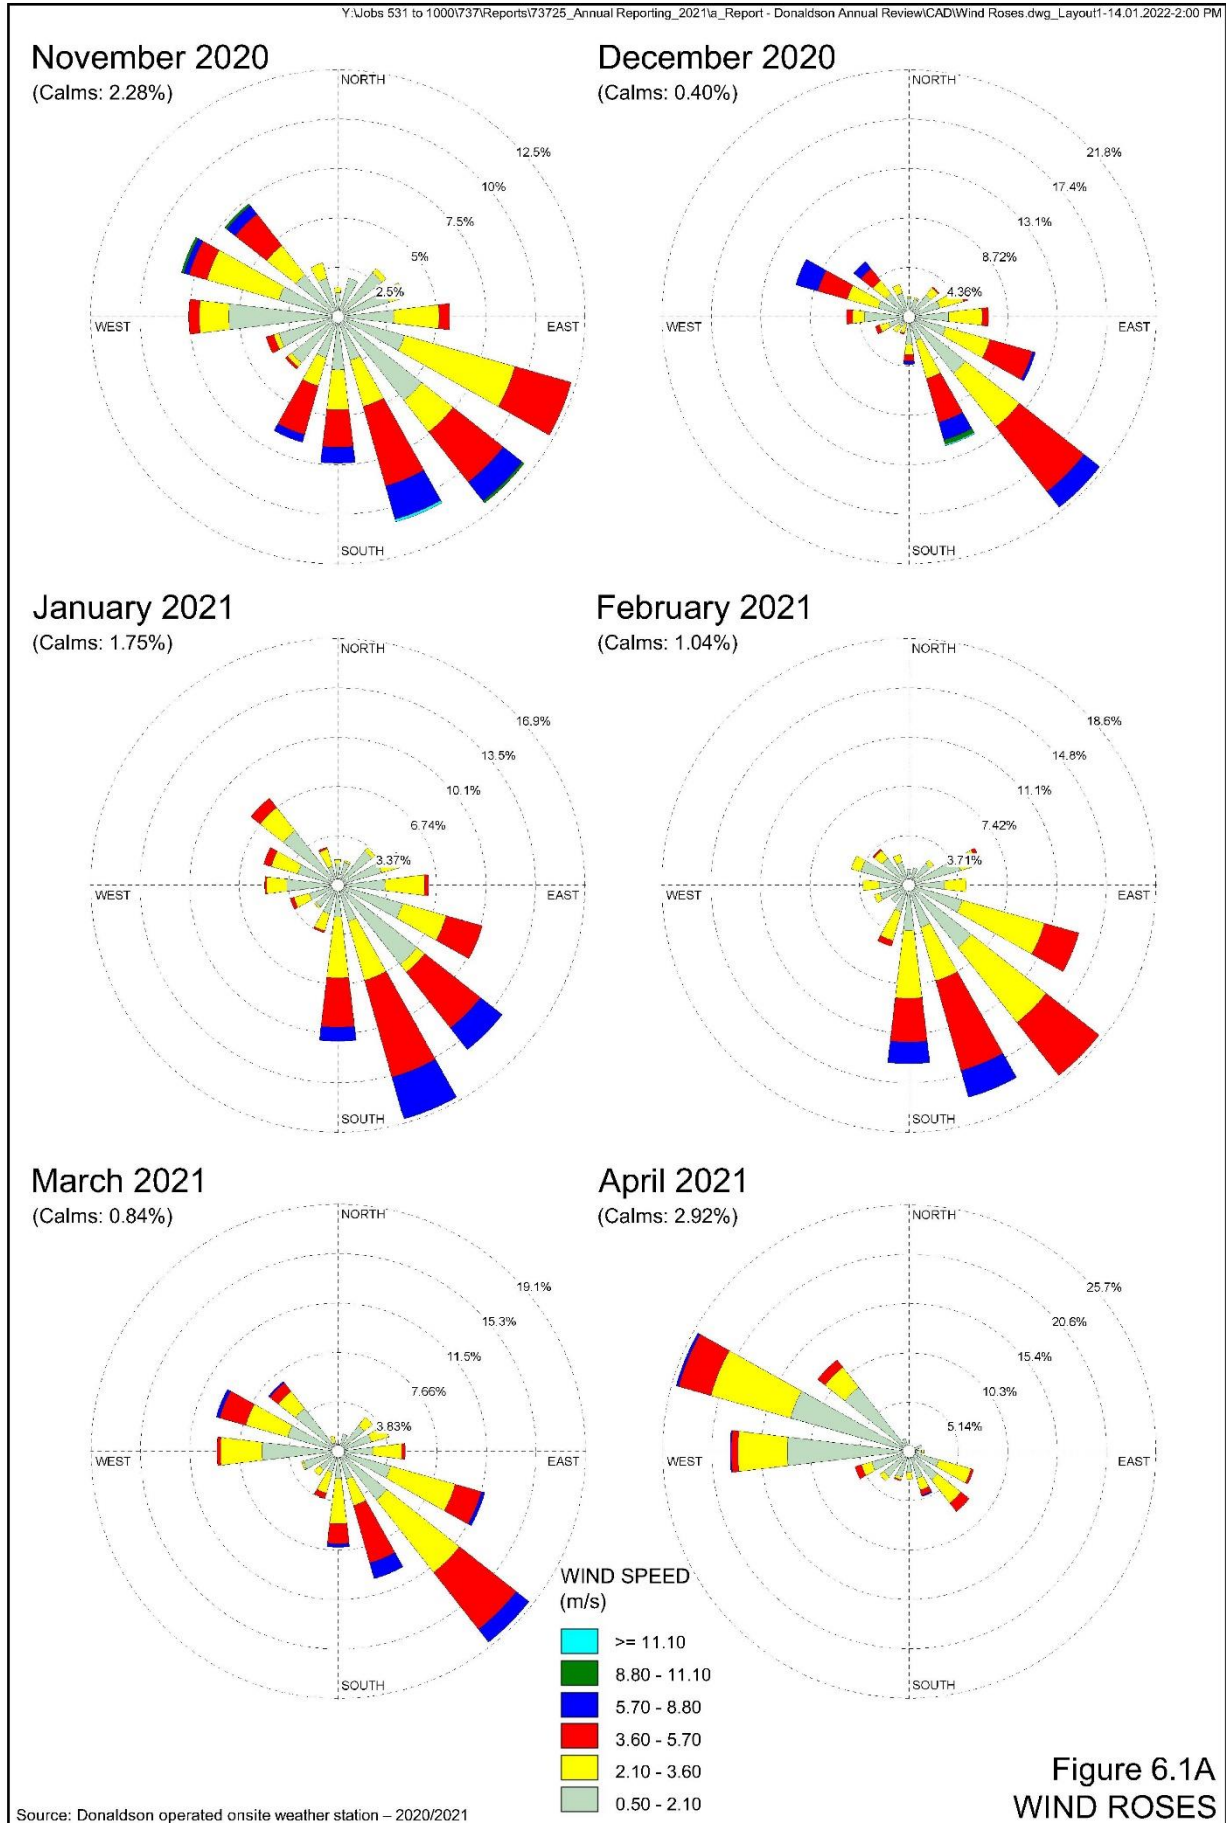 Y:\Jobs 531 to 1000\737\Reports\73725_Annual Reporting_2021\a_Report - Donaldson Annual Review\CAD\Wind Roses.dwg_Layout1-14.01.2022-2:00 PM
November 2020
(Calms: 2.28%)
NORTH
12.5%
10%
7.5%
5%
2.5%
WEST
EAST
SOUTH
December 2020
(Calms: 0.40%)
NORTH
21.8%
17.4%
13.1%
8.72%
4.36%
WEST
EAST
SOUTH
January 2021
(Calms: 1.75%)
NORTH
16.9%
13.5%
10.1%
6.74%
3.37%
WEST
EAST
SOUTH
February 2021
(Calms: 1.04%)
NORTH
18.6%
14.8%
11.1%
7.42%
3.71%
WEST
EAST
SOUTH
March 2021
(Calms: 0.84%)
NORTH
19.1%
15.3%
11.5%
7.66%
3.83%
WEST
EAST
SOUTH
April 2021
(Calms: 2.92%)
NORTH
25.7%
20.6%
15.4%
10.3%
5.14%
WEST
EAST
SOUTH
WIND SPEED
(m/s)
>= 11.10
8.80 - 11.10
5.70 - 8.80
3.60 - 5.70
2.10 - 3.60
0.50 - 2.10
Source: Donaldson operated onsite weather station – 2020/2021
Figure 6.1A
WIND ROSES